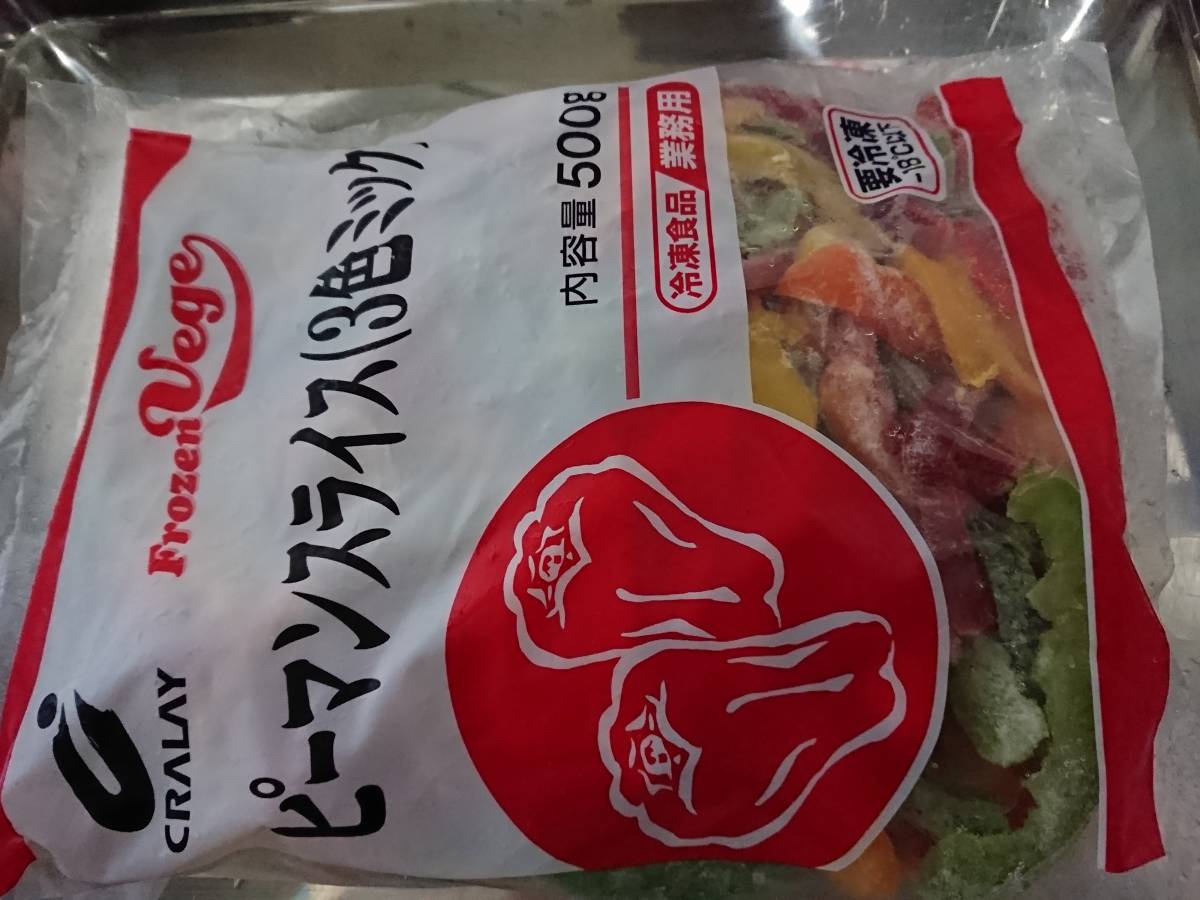 CRALAY
Frozen Vege
ピーマンスライス(3色ミックス
内容量 500g
冷凍食品/業務用
要冷凍
-18℃以下